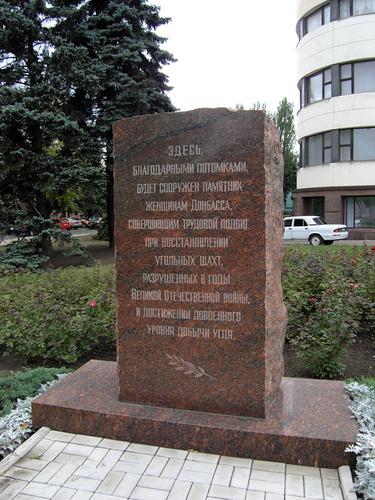 ЗДЕСЬ,
БЛАГОДАРНЫМИ ПОТОМКАМИ,
БУДЕТ СООРУЖЕН ПАМЯТНИК
ЖЕНЩИНАМ ДОНБАССА,
СОВЕРШИВШИМ ТРУДОВОЙ ПОДВИГ
ПРИ ВОССТАНОВЛЕНИИ
УГОЛЬНЫХ ШАХТ,
РАЗРУШЕННЫХ В ГОДЫ
ВЕЛИКОЙ ОТЕЧЕСТВЕННОЙ ВОЙНЫ,
И ДОСТИЖЕНИИ ДОВОЕННОГО
УРОВНЯ ДОБЫЧИ УГЛЯ.